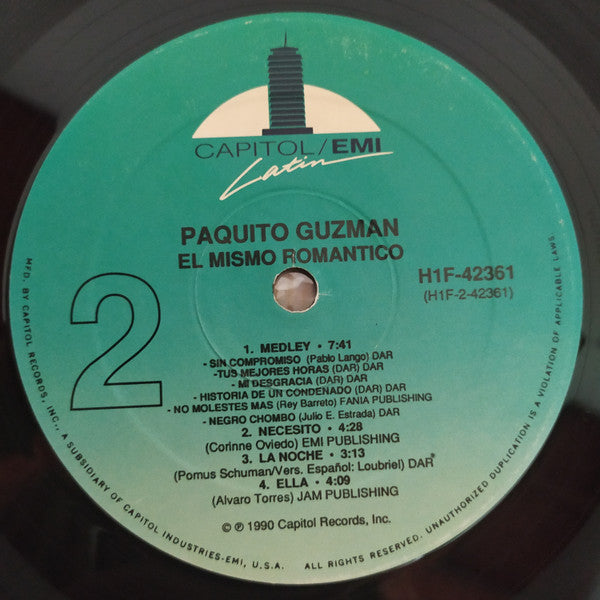 CAPITOL/EMI
Latin
PAQUITO GUZMAN
EL MISMO ROMANTICO
2
H1F-42361
(H1F-2-42361)
1. MEDLEY • 7:41
- SIN COMPROMISO (Pablo Lango) DAR
-TUS MEJORES HORAS (DAR) DAR
- MI DESGRACIA (DAR) DAR
- HISTORIA DE UN CONDENADO (DAR) DAR
- NO MOLESTES MAS (Rey Barreto) FANIA PUBLISHING
- NEGRO CHOMBO (Julio E. Estrada) DAR
2. NECESITO • 4:28
(Corinne Oviedo) EMI PUBLISHING
3. LA NOCHE • 3:13
(Pomus Schuman/Vers. Español: Loubriel) DAR
4. ELLA • 4:09
(Alvaro Torres) JAM PUBLISHING
© ℗ 1990 Capitol Records, Inc.
MFD. BY CAPITOL RECORDS, INC., A SUBSIDIARY OF CAPITOL INDUSTRIES-EMI, U.S.A. ALL RIGHTS RESERVED. UNAUTHORIZED DUPLICATION IS A VIOLATION OF APPLICABLE LAWS.